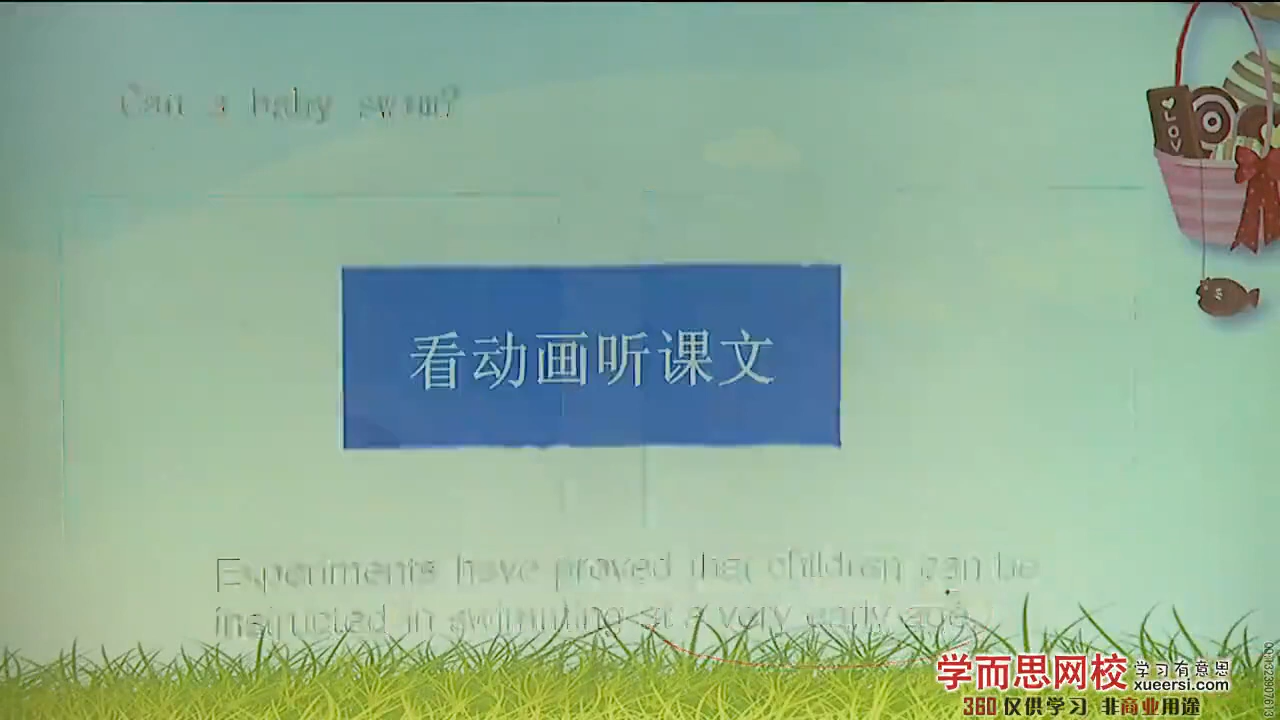 Can a baby swim?
LOV
看动画听课文
Experiments have proved that children can be
instructed in swimming at a very early age.
学而思网校 学习有意思
xueersi.com
360 仅供学习 非商业用途